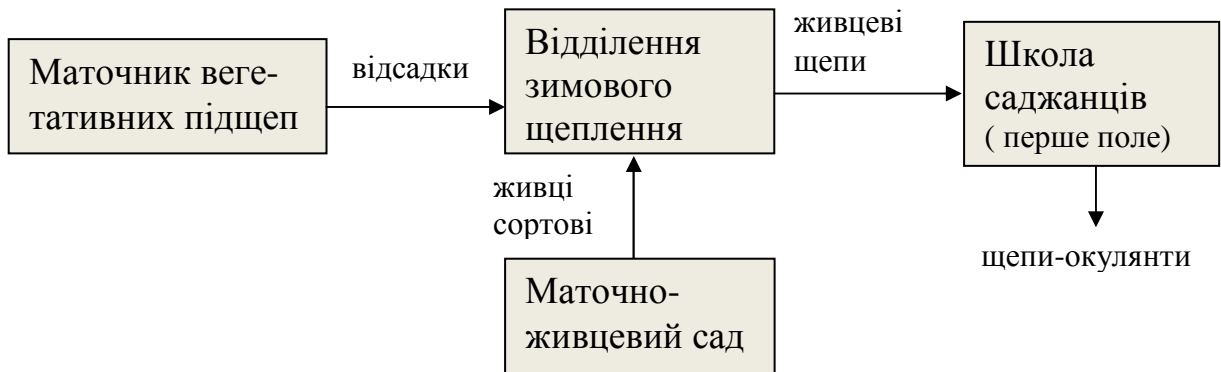 Маточник веге-
тативних підщеп
відсадки
Відділення
зимового
щеплення
живцеві
щепи
Школа
саджанців
( перше поле)
живці
сортові
щепи-окулянти
Маточно-
живцевий сад